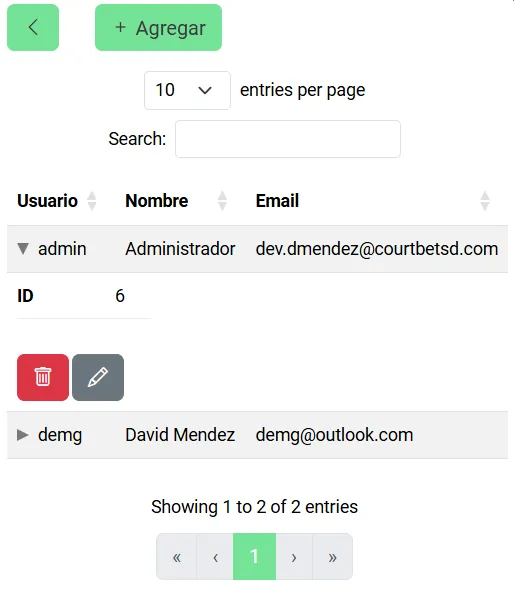 + Agregar
10 entries per page
Search:
Usuario Nombre Email
admin Administrador dev.dmendez@courtbetsd.com
ID 6
demg David Mendez demg@outlook.com
Showing 1 to 2 of 2 entries
« ‹ 1 › »